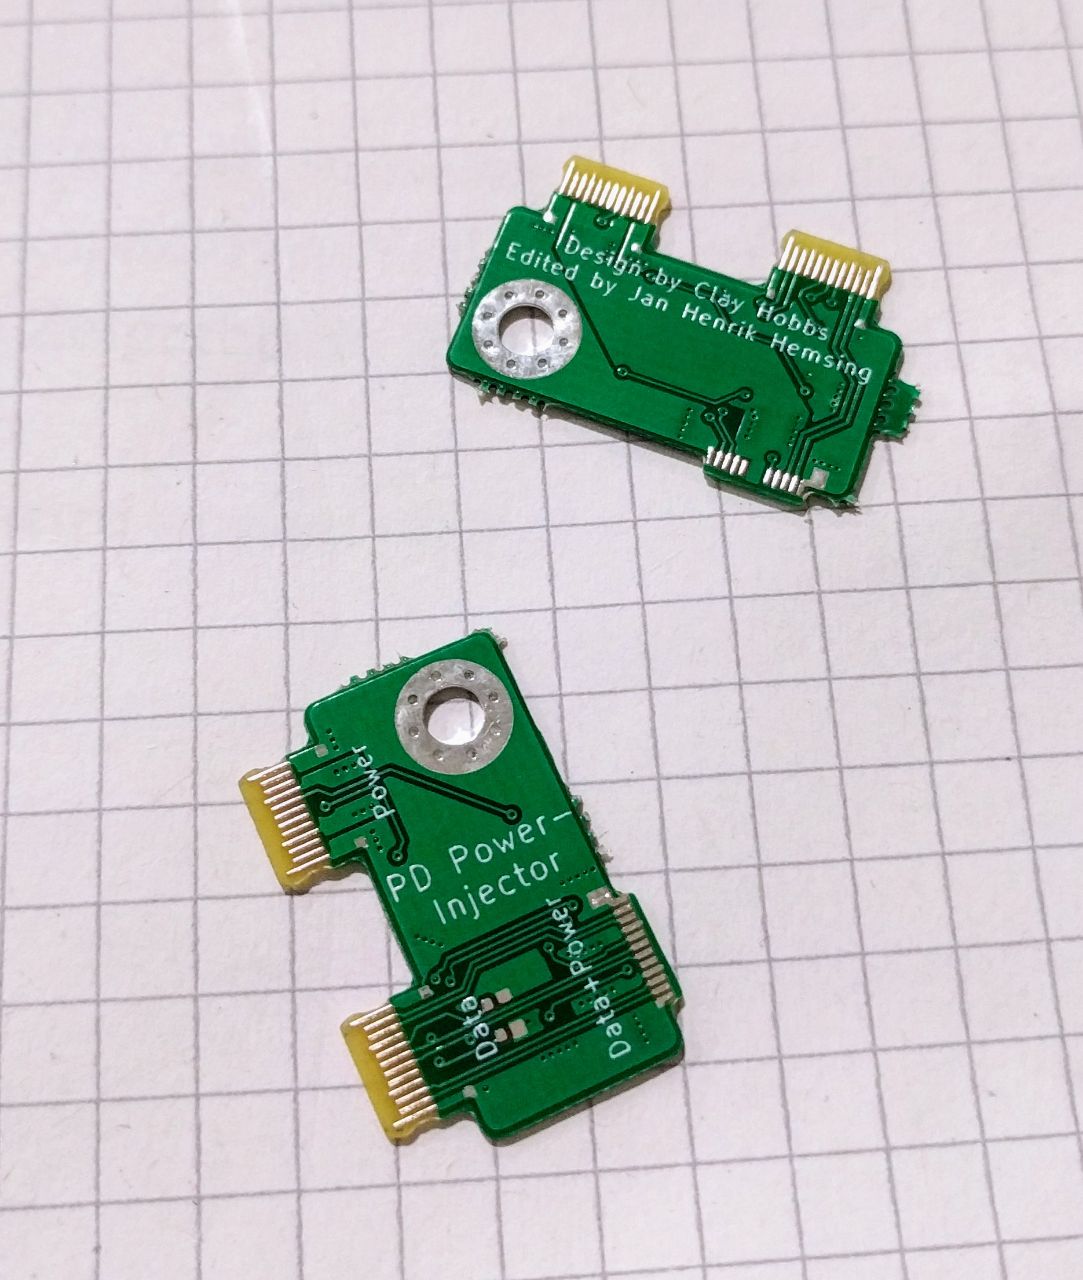 Design by Clay Hobbs
Edited by Jan Henrik Hemsing
Power
PD Power-
Injector
Data+Power
Data